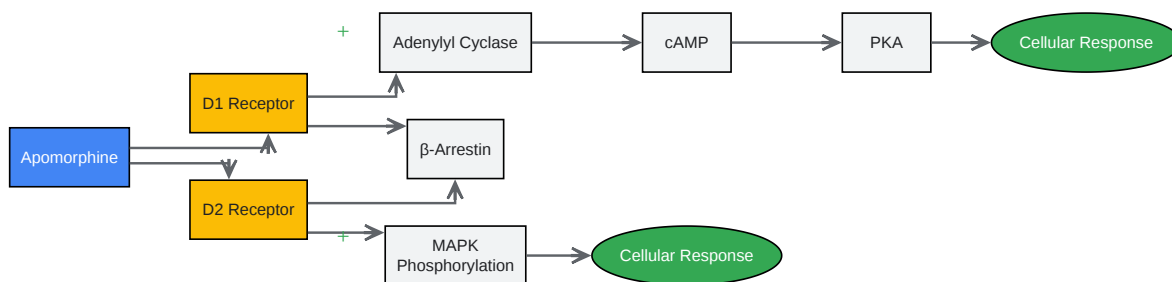 +
Adenylyl Cyclase
cAMP
PKA
Cellular Response
D1 Receptor
Apomorphine
β-Arrestin
D2 Receptor
+
MAPK
Phosphorylation
Cellular Response